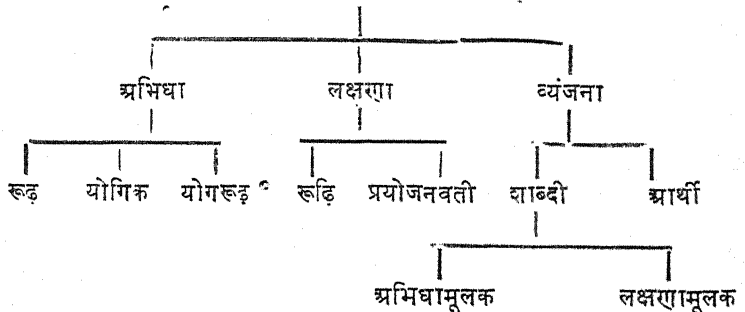 अभिधा लक्षणा व्यंजना
रूढ़ योगिक योगरूढ़ रूढ़ि प्रयोजनवती शाब्दी आर्थी
अभिधामूलक लक्षणामूलक